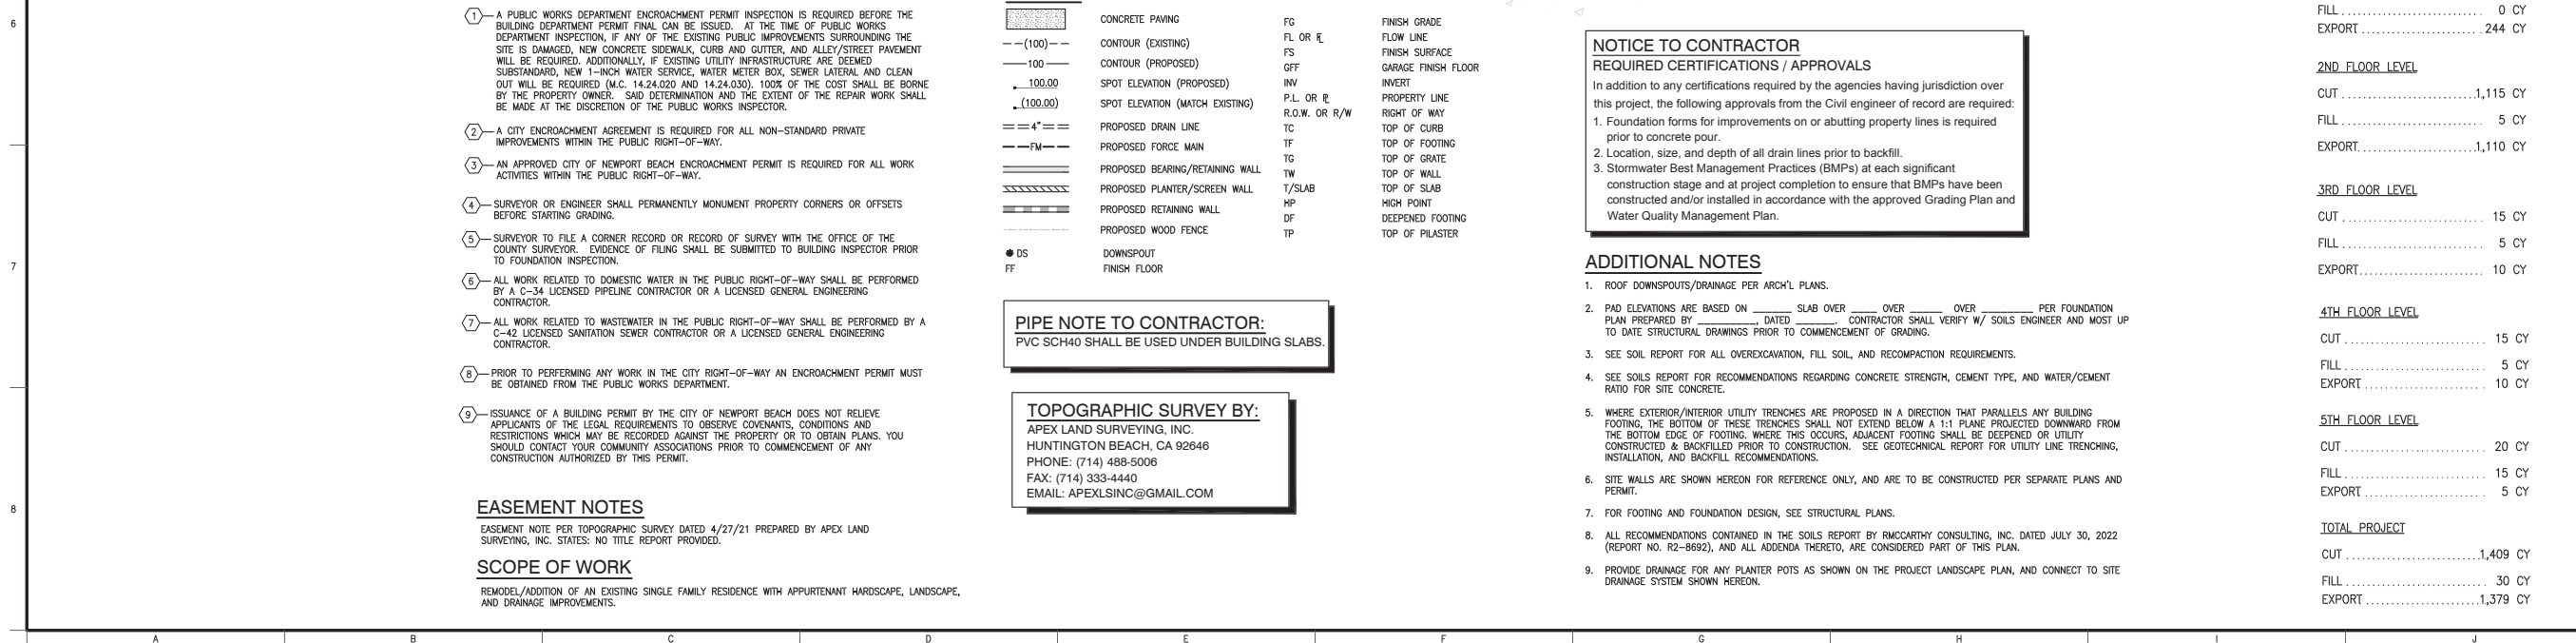 6
7
8
1 A PUBLIC WORKS DEPARTMENT ENCROACHMENT PERMIT INSPECTION IS REQUIRED BEFORE THE
BUILDING DEPARTMENT PERMIT FINAL CAN BE ISSUED. AT THE TIME OF PUBLIC WORKS
DEPARTMENT INSPECTION, IF ANY OF THE EXISTING PUBLIC IMPROVEMENTS SURROUNDING THE
SITE IS DAMAGED, NEW CONCRETE SIDEWALK, CURB AND GUTTER, AND ALLEY/STREET PAVEMENT
WILL BE REQUIRED. ADDITIONALLY, IF EXISTING UTILITY INFRASTRUCTURE ARE DEEMED
SUBSTANDARD, NEW 1-INCH WATER SERVICE, WATER METER BOX, SEWER LATERAL AND CLEAN
OUT WILL BE REQUIRED (M.C. 14.24.020 AND 14.24.030). 100% OF THE COST SHALL BE BORNE
BY THE PROPERTY OWNER. SAID DETERMINATION AND THE EXTENT OF THE REPAIR WORK SHALL
BE MADE AT THE DISCRETION OF THE PUBLIC WORKS INSPECTOR.
2 A CITY ENCROACHMENT AGREEMENT IS REQUIRED FOR ALL NON-STANDARD PRIVATE
IMPROVEMENTS WITHIN THE PUBLIC RIGHT-OF-WAY.
3 AN APPROVED CITY OF NEWPORT BEACH ENCROACHMENT PERMIT IS REQUIRED FOR ALL WORK
ACTIVITIES WITHIN THE PUBLIC RIGHT-OF-WAY.
4 SURVEYOR OR ENGINEER SHALL PERMANENTLY MONUMENT PROPERTY CORNERS OR OFFSETS
BEFORE STARTING GRADING.
5 SURVEYOR TO FILE A CORNER RECORD OR RECORD OF SURVEY WITH THE OFFICE OF THE
COUNTY SURVEYOR. EVIDENCE OF FILING SHALL BE SUBMITTED TO BUILDING INSPECTOR PRIOR
TO FOUNDATION INSPECTION.
6 ALL WORK RELATED TO DOMESTIC WATER IN THE PUBLIC RIGHT-OF-WAY SHALL BE PERFORMED
BY A C-34 LICENSED PIPELINE CONTRACTOR OR A LICENSED GENERAL ENGINEERING
CONTRACTOR.
7 ALL WORK RELATED TO WASTEWATER IN THE PUBLIC RIGHT-OF-WAY SHALL BE PERFORMED BY A
C-42 LICENSED SANITATION SEWER CONTRACTOR OR A LICENSED GENERAL ENGINEERING
CONTRACTOR.
8 PRIOR TO PERFERMING ANY WORK IN THE CITY RIGHT-OF-WAY AN ENCROACHMENT PERMIT MUST
BE OBTAINED FROM THE PUBLIC WORKS DEPARTMENT.
9 ISSUANCE OF A BUILDING PERMIT BY THE CITY OF NEWPORT BEACH DOES NOT RELIEVE
APPLICANTS OF THE LEGAL REQUIREMENTS TO OBSERVE COVENANTS, CONDITIONS AND
RESTRICTIONS WHICH MAY BE RECORDED AGAINST THE PROPERTY OR TO OBTAIN PLANS. YOU
SHOULD CONTACT YOUR COMMUNITY ASSOCIATIONS PRIOR TO COMMENCEMENT OF ANY
CONSTRUCTION AUTHORIZED BY THIS PERMIT.
EASEMENT NOTES
EASEMENT NOTE PER TOPOGRAPHIC SURVEY DATED 4/27/21 PREPARED BY APEX LAND
SURVEYING, INC. STATES: NO TITLE REPORT PROVIDED.
SCOPE OF WORK
REMODEL/ADDITION OF AN EXISTING SINGLE FAMILY RESIDENCE WITH APPURTENANT HARDSCAPE, LANDSCAPE,
AND DRAINAGE IMPROVEMENTS.
CONCRETE PAVING
(100) CONTOUR (EXISTING)
100 CONTOUR (PROPOSED)
100.00 SPOT ELEVATION (PROPOSED)
(100.00) SPOT ELEVATION (MATCH EXISTING)
4" PROPOSED DRAIN LINE
FM PROPOSED FORCE MAIN
PROPOSED BEARING/RETAINING WALL
PROPOSED PLANTER/SCREEN WALL
PROPOSED RETAINING WALL
PROPOSED WOOD FENCE
DS DOWNSPOUT
FF FINISH FLOOR
FG FINISH GRADE
FL OR FL FLOW LINE
FS FINISH SURFACE
GFF GARAGE FINISH FLOOR
INV INVERT
P.L. OR PL PROPERTY LINE
R.O.W. OR R/W RIGHT OF WAY
TC TOP OF CURB
TF TOP OF FOOTING
TG TOP OF GRATE
TW TOP OF WALL
T/SLAB TOP OF SLAB
HP HIGH POINT
DF DEEPENED FOOTING
TP TOP OF PILASTER
PIPE NOTE TO CONTRACTOR:
PVC SCH40 SHALL BE USED UNDER BUILDING SLABS.
TOPOGRAPHIC SURVEY BY:
APEX LAND SURVEYING, INC.
HUNTINGTON BEACH, CA 92646
PHONE: (714) 488-5006
FAX: (714) 333-4440
EMAIL: APEXLSINC@GMAIL.COM
NOTICE TO CONTRACTOR
REQUIRED CERTIFICATIONS / APPROVALS
In addition to any certifications required by the agencies having jurisdiction over
this project, the following approvals from the Civil engineer of record are required:
1. Foundation forms for improvements on or abutting property lines is required
prior to concrete pour.
2. Location, size, and depth of all drain lines prior to backfill.
3. Stormwater Best Management Practices (BMPs) at each significant
construction stage and at project completion to ensure that BMPs have been
constructed and/or installed in accordance with the approved Grading Plan and
Water Quality Management Plan.
ADDITIONAL NOTES
1. ROOF DOWNSPOUTS/DRAINAGE PER ARCH'L PLANS.
2. PAD ELEVATIONS ARE BASED ON ______ SLAB OVER ____ OVER _____ OVER ________ PER FOUNDATION
PLAN PREPARED BY _________, DATED ______. CONTRACTOR SHALL VERIFY W/ SOILS ENGINEER AND MOST UP
TO DATE STRUCTURAL DRAWINGS PRIOR TO COMMENCEMENT OF GRADING.
3. SEE SOIL REPORT FOR ALL OVEREXCAVATION, FILL SOIL, AND RECOMPACTION REQUIREMENTS.
4. SEE SOILS REPORT FOR RECOMMENDATIONS REGARDING CONCRETE STRENGTH, CEMENT TYPE, AND WATER/CEMENT
RATIO FOR SITE CONCRETE.
5. WHERE EXTERIOR/INTERIOR UTILITY TRENCHES ARE PROPOSED IN A DIRECTION THAT PARALLELS ANY BUILDING
FOOTING, THE BOTTOM OF THESE TRENCHES SHALL NOT EXTEND BELOW A 1:1 PLANE PROJECTED DOWNWARD FROM
THE BOTTOM EDGE OF FOOTING. WHERE THIS OCCURS, ADJACENT FOOTING SHALL BE DEEPENED OR UTILITY
CONSTRUCTED & BACKFILLED PRIOR TO CONSTRUCTION. SEE GEOTECHNICAL REPORT FOR UTILITY LINE TRENCHING,
INSTALLATION, AND BACKFILL RECOMMENDATIONS.
6. SITE WALLS ARE SHOWN HEREON FOR REFERENCE ONLY, AND ARE TO BE CONSTRUCTED PER SEPARATE PLANS AND
PERMIT.
7. FOR FOOTING AND FOUNDATION DESIGN, SEE STRUCTURAL PLANS.
8. ALL RECOMMENDATIONS CONTAINED IN THE SOILS REPORT BY RMCCARTHY CONSULTING, INC. DATED JULY 30, 2022
(REPORT NO. R2-8692), AND ALL ADDENDA THERETO, ARE CONSIDERED PART OF THIS PLAN.
9. PROVIDE DRAINAGE FOR ANY PLANTER POTS AS SHOWN ON THE PROJECT LANDSCAPE PLAN, AND CONNECT TO SITE
DRAINAGE SYSTEM SHOWN HEREON.
FILL 0 CY
EXPORT 244 CY
2ND FLOOR LEVEL
CUT 1,115 CY
FILL 5 CY
EXPORT 1,110 CY
3RD FLOOR LEVEL
CUT 15 CY
FILL 5 CY
EXPORT 10 CY
4TH FLOOR LEVEL
CUT 15 CY
FILL 5 CY
EXPORT 10 CY
5TH FLOOR LEVEL
CUT 20 CY
FILL 15 CY
EXPORT 5 CY
TOTAL PROJECT
CUT 1,409 CY
FILL 30 CY
EXPORT 1,379 CY
A B C D E F G H I J